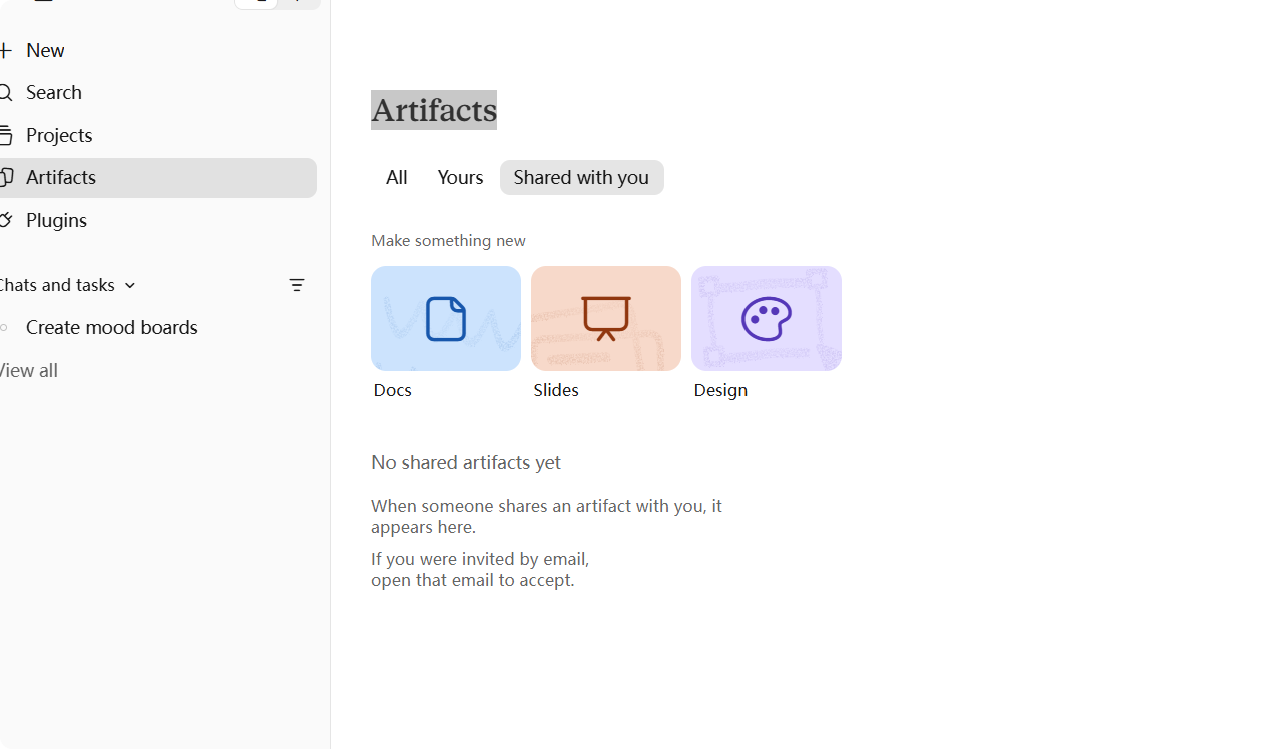 New
Search
Projects
Artifacts
Plugins
Chats and tasks
Create mood boards
View all
Artifacts
All
Yours
Shared with you
Make something new
Docs
Slides
Design
No shared artifacts yet
When someone shares an artifact with you, it
appears here.
If you were invited by email,
open that email to accept.